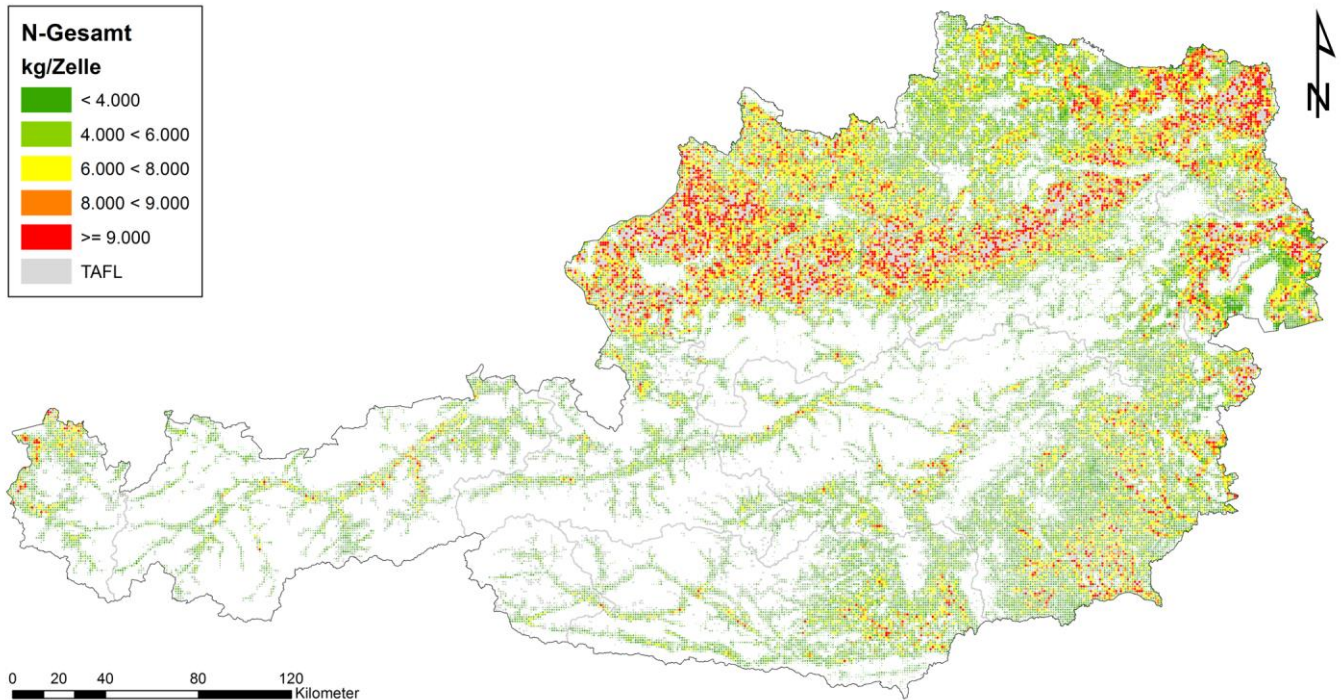 N-Gesamt
kg/Zelle
< 4.000
4.000 < 6.000
6.000 < 8.000
8.000 < 9.000
>= 9.000
TAFL
N
0 20 40 80 120
Kilometer